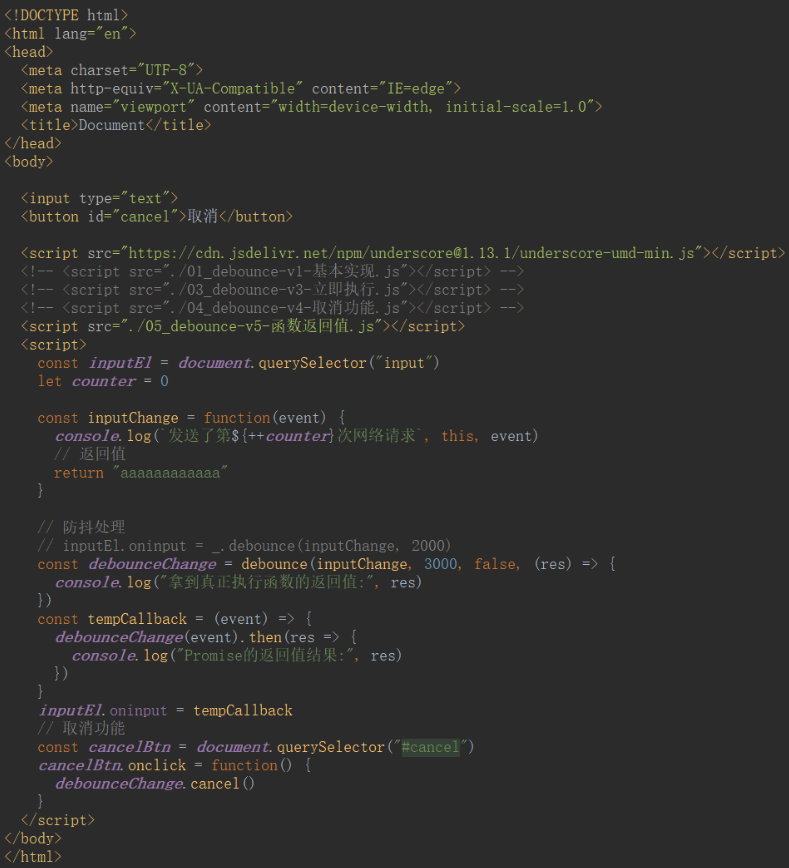 <!DOCTYPE html>
<html lang="en">
<head>
  <meta charset="UTF-8">
  <meta http-equiv="X-UA-Compatible" content="IE=edge">
  <meta name="viewport" content="width=device-width, initial-scale=1.0">
  <title>Document</title>
</head>
<body>

  <input type="text">
  <button id="cancel">取消</button>

  <script src="https://cdn.jsdelivr.net/npm/underscore@1.13.1/underscore-umd-min.js"></script>
  <!-- <script src="./01_debounce-v1-基本实现.js"></script> -->
  <!-- <script src="./03_debounce-v3-立即执行.js"></script> -->
  <!-- <script src="./04_debounce-v4-取消功能.js"></script> -->
  <script src="./05_debounce-v5-函数返回值.js"></script>
  <script>
    const inputEl = document.querySelector("input")
    let counter = 0

    const inputChange = function(event) {
      console.log(`发送了第${++counter}次网络请求`, this, event)
      // 返回值
      return "aaaaaaaaaaaa"
    }

    // 防抖处理
    // inputEl.oninput = _.debounce(inputChange, 2000)
    const debounceChange = debounce(inputChange, 3000, false, (res) => {
      console.log("拿到真正执行函数的返回值:", res)
    })
    const tempCallback = (event) => {
      debounceChange(event).then(res => {
        console.log("Promise的返回值结果:", res)
      })
    }
    inputEl.oninput = tempCallback
    // 取消功能
    const cancelBtn = document.querySelector("#cancel")
    cancelBtn.onclick = function() {
      debounceChange.cancel()
    }
  </script>
</body>
</html>